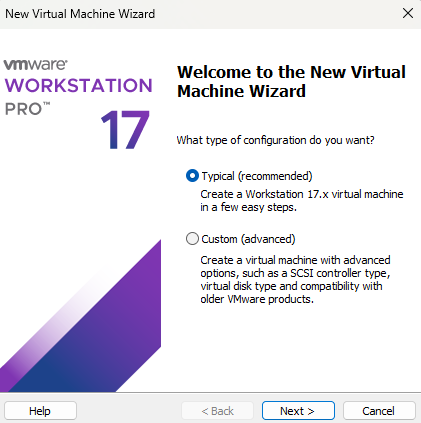 New Virtual Machine Wizard
vmware®
WORKSTATION
PRO™
17
Welcome to the New Virtual
Machine Wizard
What type of configuration do you want?
Typical (recommended)
Create a Workstation 17.x virtual machine
in a few easy steps.
Custom (advanced)
Create a virtual machine with advanced
options, such as a SCSI controller type,
virtual disk type and compatibility with
older VMware products.
Help
< Back
Next >
Cancel